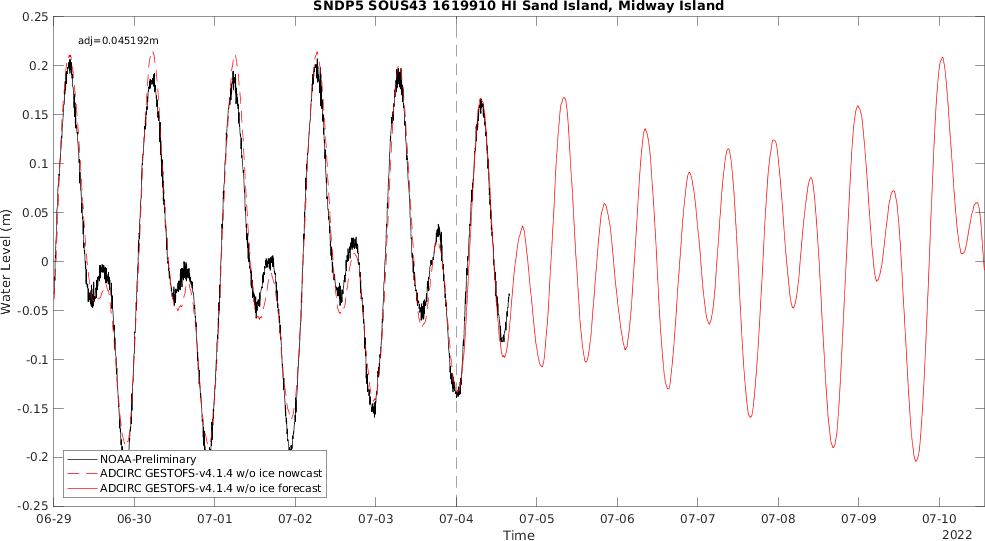 SNDP5 SOUS43 1619910 HI Sand Island, Midway Island
adj=0.045192m
0.25
0.2
0.15
0.1
0.05
0
-0.05
-0.1
-0.15
-0.2
-0.25
Water Level (m)
NOAA-Preliminary
ADCIRC GESTOFS-v4.1.4 w/o ice nowcast
ADCIRC GESTOFS-v4.1.4 w/o ice forecast
06-29 06-30 07-01 07-02 07-03 07-04 07-05 07-06 07-07 07-08 07-09 07-10
Time
2022